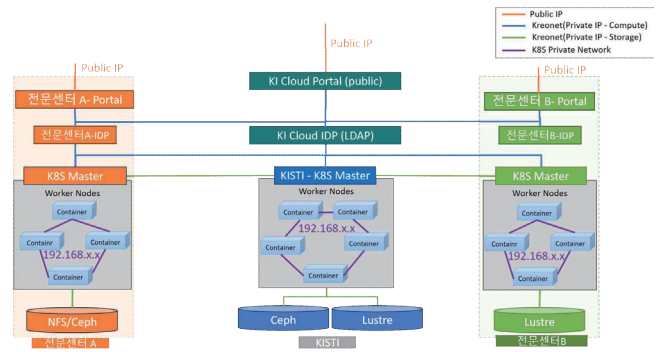 Public IP
Kreonet(Private IP - Compute)
Kreonet(Private IP - Storage)
K8S Private Network
Public IP
Public IP
Public IP
KI Cloud Portal (public)
전문센터 A- Portal
전문센터 B- Portal
전문센터A-IDP
KI Cloud IDP (LDAP)
전문센터B-IDP
K8S Master
KISTI - K8S Master
K8S Master
Worker Nodes
Container
Containr
Container
192.168.x.x
Container
Worker Nodes
Container
Container
192.168.x.x
Container
Container
Container
Worker Nodes
Container
Container
Container
192.168.x.x
Container
NFS/Ceph
Ceph
Lustre
Lustre
전문센터 A
KISTI
전문센터B